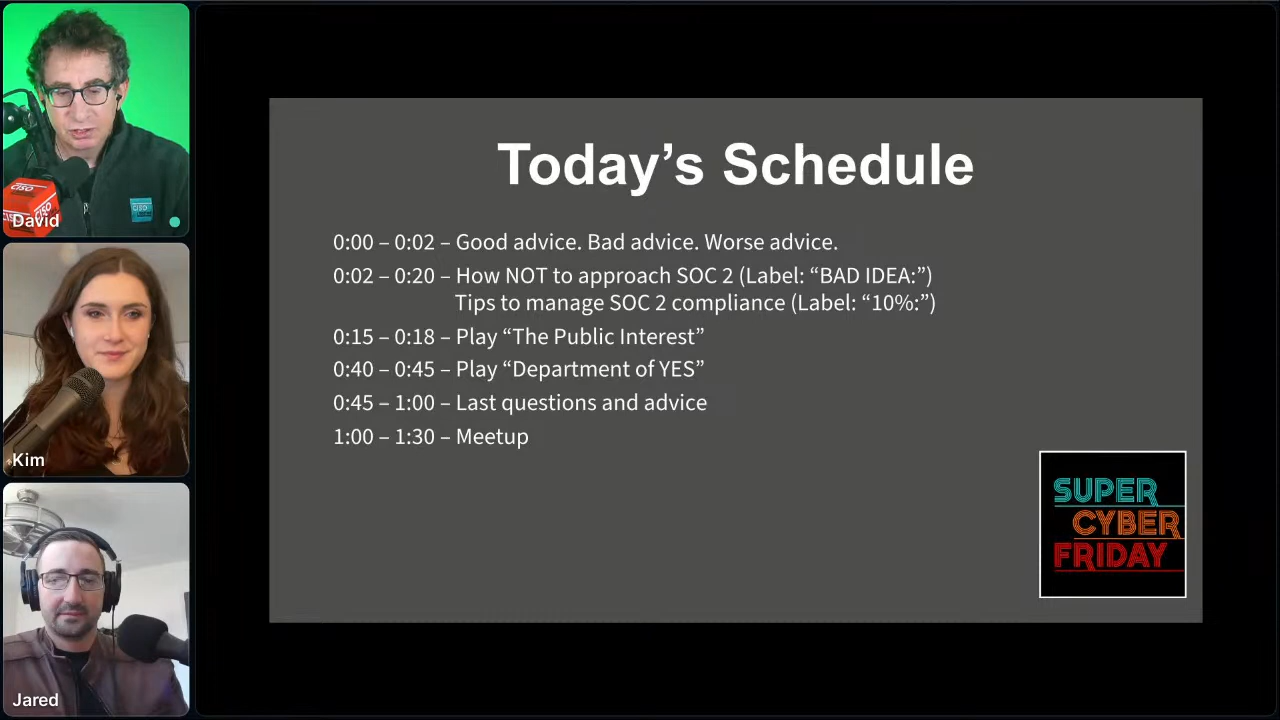 CISO
CISO
CISO
David
Kim
Jared
Today’s Schedule
0:00 – 0:02 – Good advice. Bad advice. Worse advice.
0:02 – 0:20 – How NOT to approach SOC 2 (Label: “BAD IDEA:”)
Tips to manage SOC 2 compliance (Label: “10%:”)
0:15 – 0:18 – Play “The Public Interest”
0:40 – 0:45 – Play “Department of YES”
0:45 – 1:00 – Last questions and advice
1:00 – 1:30 – Meetup
SUPER
CYBER
FRIDAY